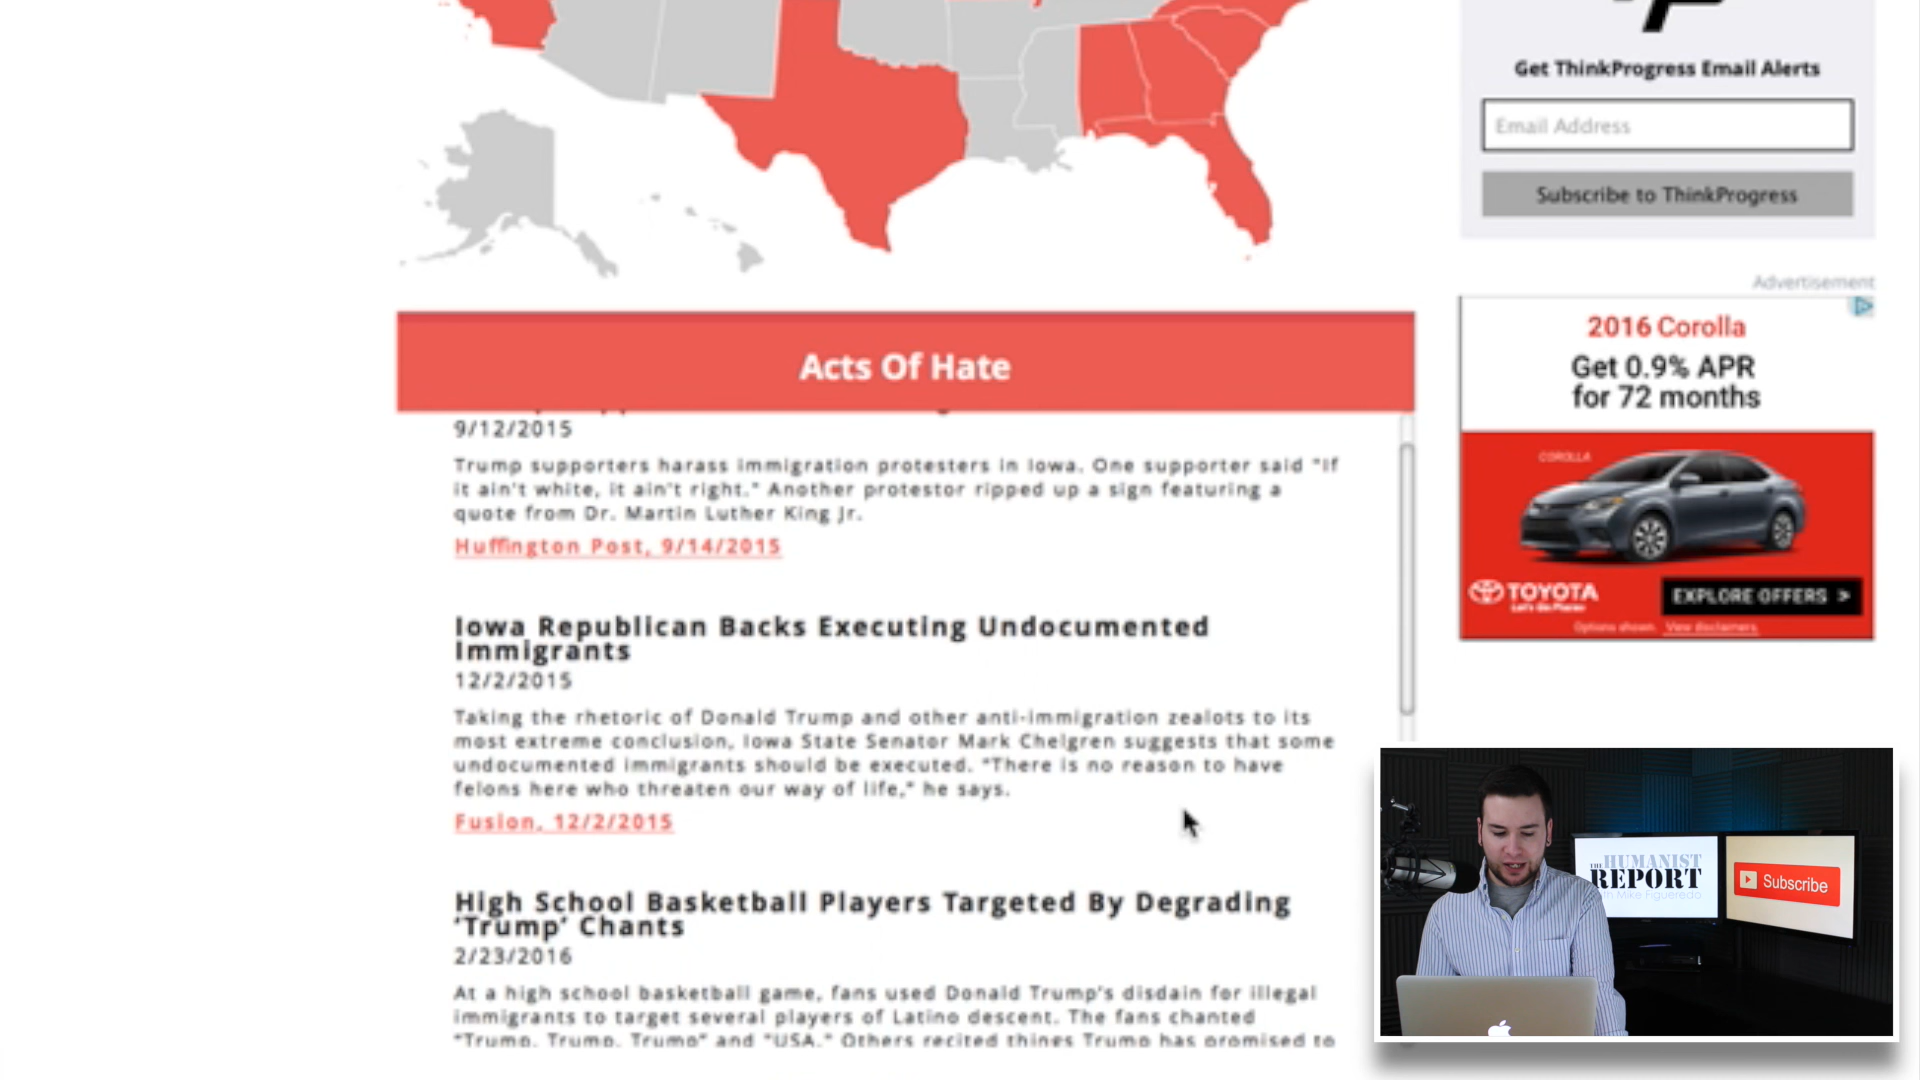 Get ThinkProgress Email Alerts
Email Address
Subscribe to ThinkProgress
Advertisement
2016 Corolla
Get 0.9% APR
for 72 months
COROLLA
TOYOTA
Let's Go Places
EXPLORE OFFERS >
Options shown. View disclaimers.
Acts Of Hate
9/12/2015
Trump supporters harass immigration protesters in Iowa. One supporter said "If
it ain't white, it ain't right." Another protestor ripped up a sign featuring a
quote from Dr. Martin Luther King Jr.
Huffington Post, 9/14/2015
Iowa Republican Backs Executing Undocumented
Immigrants
12/2/2015
Taking the rhetoric of Donald Trump and other anti-immigration zealots to its
most extreme conclusion, Iowa State Senator Mark Chelgren suggests that some
undocumented immigrants should be executed. "There is no reason to have
felons here who threaten our way of life," he says.
Fusion, 12/2/2015
High School Basketball Players Targeted By Degrading
'Trump' Chants
2/23/2016
At a high school basketball game, fans used Donald Trump's disdain for illegal
immigrants to target several players of Latino descent. The fans chanted
"Trump, Trump, Trump" and "USA." Others recited things Trump has promised to
THE HUMANIST
REPORT
with Mike Figueredo
Subscribe